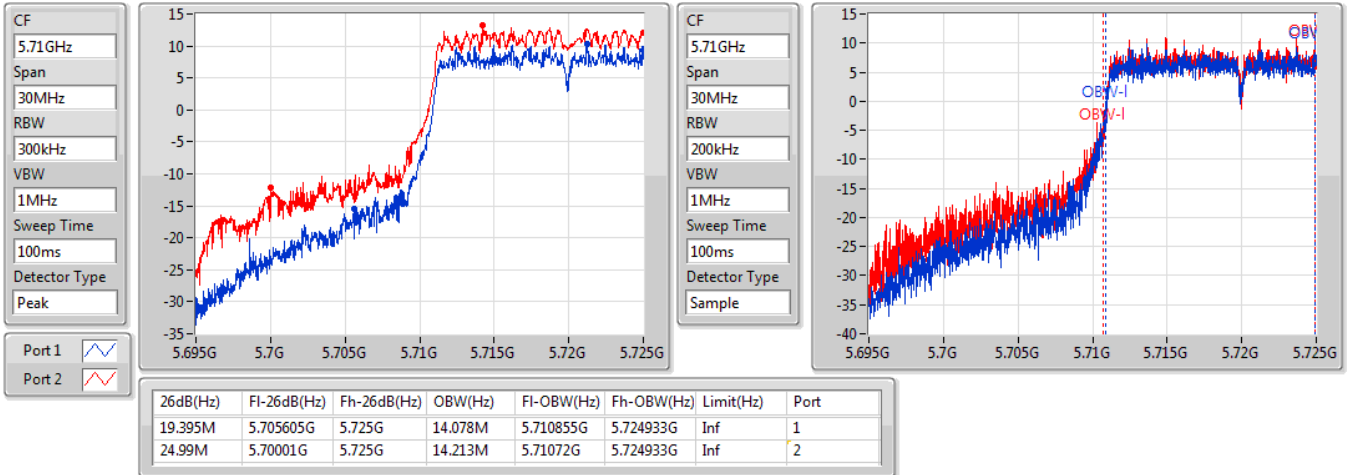 CF
5.71GHz
Span
30MHz
RBW
300kHz
VBW
1MHz
Sweep Time
100ms
Detector Type
Peak
Port 1
Port 2
15
10
5
0
-5
-10
-15
-20
-25
-30
-35
5.695G 5.7G 5.705G 5.71G 5.715G 5.72G 5.725G
CF
5.71GHz
Span
30MHz
RBW
200kHz
VBW
1MHz
Sweep Time
100ms
Detector Type
Sample
15
10
5
0
-5
-10
-15
-20
-25
-30
-35
-40
OBW-l
OBW-l
OBV
5.695G 5.7G 5.705G 5.71G 5.715G 5.72G 5.725G
26dB(Hz) Fl-26dB(Hz) Fh-26dB(Hz) OBW(Hz) Fl-OBW(Hz) Fh-OBW(Hz) Limit(Hz) Port
19.395M 5.705605G 5.725G 14.078M 5.710855G 5.724933G Inf 1
24.99M 5.70001G 5.725G 14.213M 5.71072G 5.724933G Inf 2